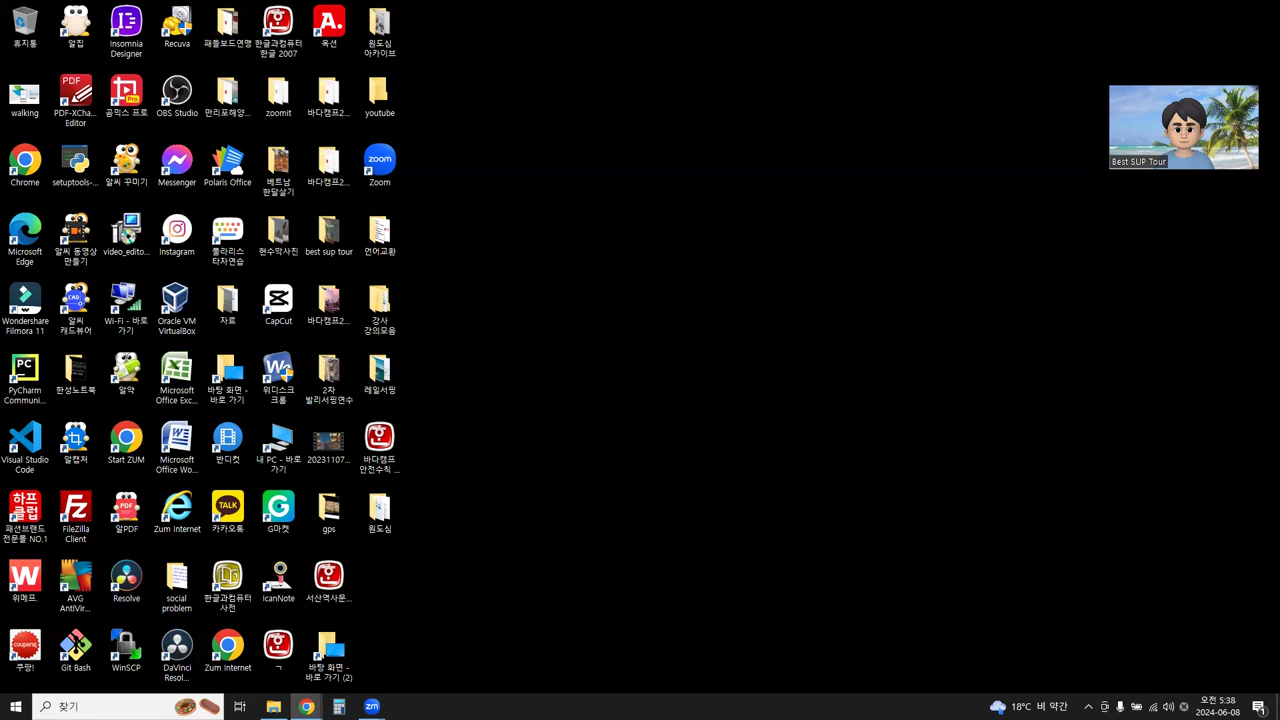 휴지통
알집
Insomnia
Designer
Recuva
패들보드연맹
한글과컴퓨터
한글 2007
A.
옥션
원도심
아카이브
walking
PDF
PDF-XCha...
Editor
Pro
곰믹스 프로
OBS Studio
만리포해양...
zoomit
바다캠프2...
youtube
Chrome
setuptools-...
알씨 꾸미기
Messenger
Polaris Office
베트남
한달살기
바다캠프2...
zoom
Zoom
Microsoft
Edge
알씨 동영상
만들기
video_edito...
Instagram
폴라리스
타자연습
현수막사진
best sup tour
언어교환
Wondershare
Filmora 11
CAD
알씨
캐드뷰어
Wi-Fi - 바로
가기
Oracle VM
VirtualBox
자료
CapCut
바다캠프2...
강사
강의모음
PC
PyCharm
Communi...
한성노트북
알약
Microsoft
Office Exc...
바탕 화면 -
바로 가기
위디스크
크롬
2차
발리서핑연수
레일서핑
Visual Studio
Code
알캡처
Start ZUM
Microsoft
Office Wo...
반디컷
내 PC - 바로
가기
20231107...
바다캠프
안전수칙 ...
하프
클럽
패션브랜드
전문몰 NO.1
Fz
FileZilla
Client
PDF
알PDF
Zum Internet
TALK
카카오톡
G
G마켓
gps
원도심
W
위메프.
AVG
AntiVir...
Resolve
social
problem
한글과컴퓨터
사전
IcanNote
서산역사문...
coupang
쿠팡!
Git Bash
WinSCP
DaVinci
Resol...
Zum Internet
ㄱ
바탕 화면 -
바로 가기 (2)
Best SUP Tour
찾기
zm
18°C 비 약간
오전 5:38
2024-06-08